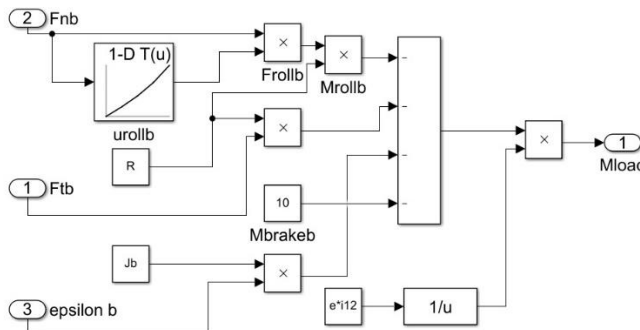 2
Fnb
1-D T(u)
×
Frollb
×
Mrollb
urollb
×
R
1
Ftb
10
Mbrakeb
Jb
×
3
epsilon b
e*i12
1/u
×
1
Mload
−
−
−
−